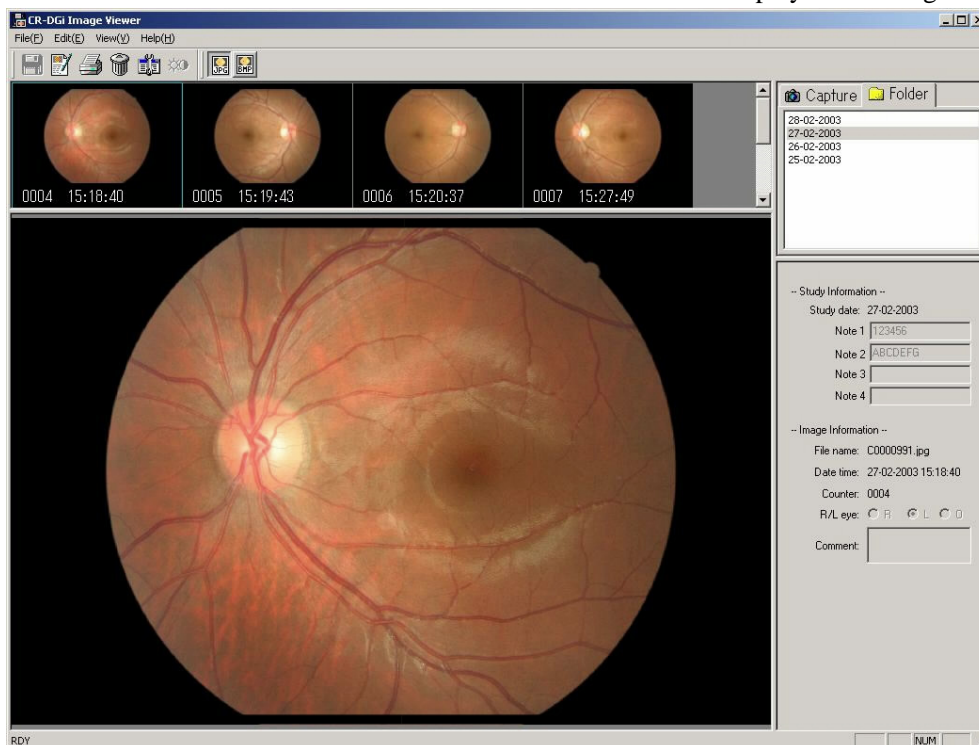 CR-DGi Image Viewer
File(F) Edit(E) View(V) Help(H)
JPG BMP
0004 15:18:40
0005 15:19:43
0006 15:20:37
0007 15:27:49
Capture Folder
28-02-2003
27-02-2003
26-02-2003
25-02-2003
-- Study Information --
Study date: 27-02-2003
Note 1 123456
Note 2 ABCDEFG
Note 3
Note 4
-- Image Information --
File name: C0000991.jpg
Date time: 27-02-2003 15:18:40
Counter: 0004
R/L eye: R L O
Comment:
RDY
NUM